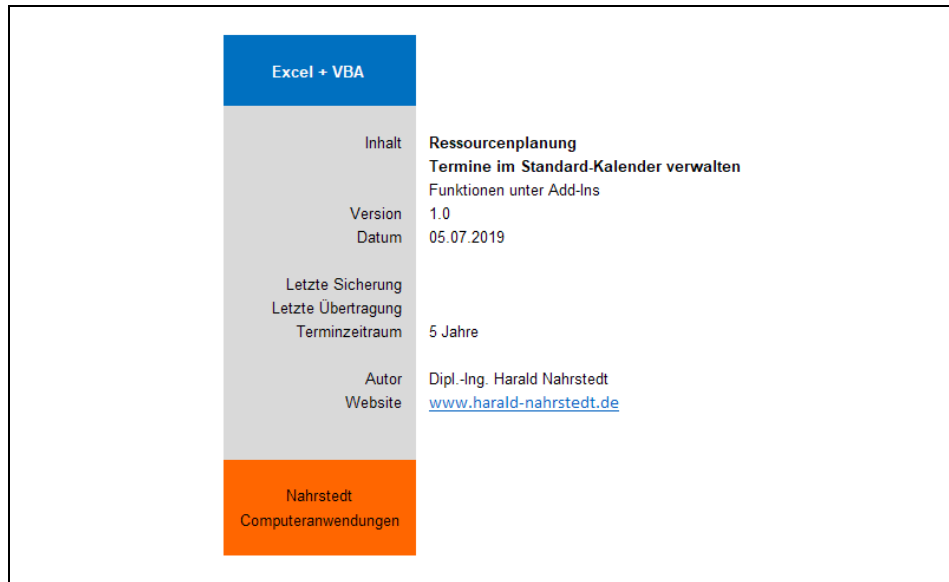 Excel + VBA
Inhalt Ressourcenplanung
Termine im Standard-Kalender verwalten
Funktionen unter Add-Ins
Version 1.0
Datum 05.07.2019
Letzte Sicherung
Letzte Übertragung
Terminzeitraum 5 Jahre
Autor Dipl.-Ing. Harald Nahrstedt
Website www.harald-nahrstedt.de
Nahrstedt
Computeranwendungen